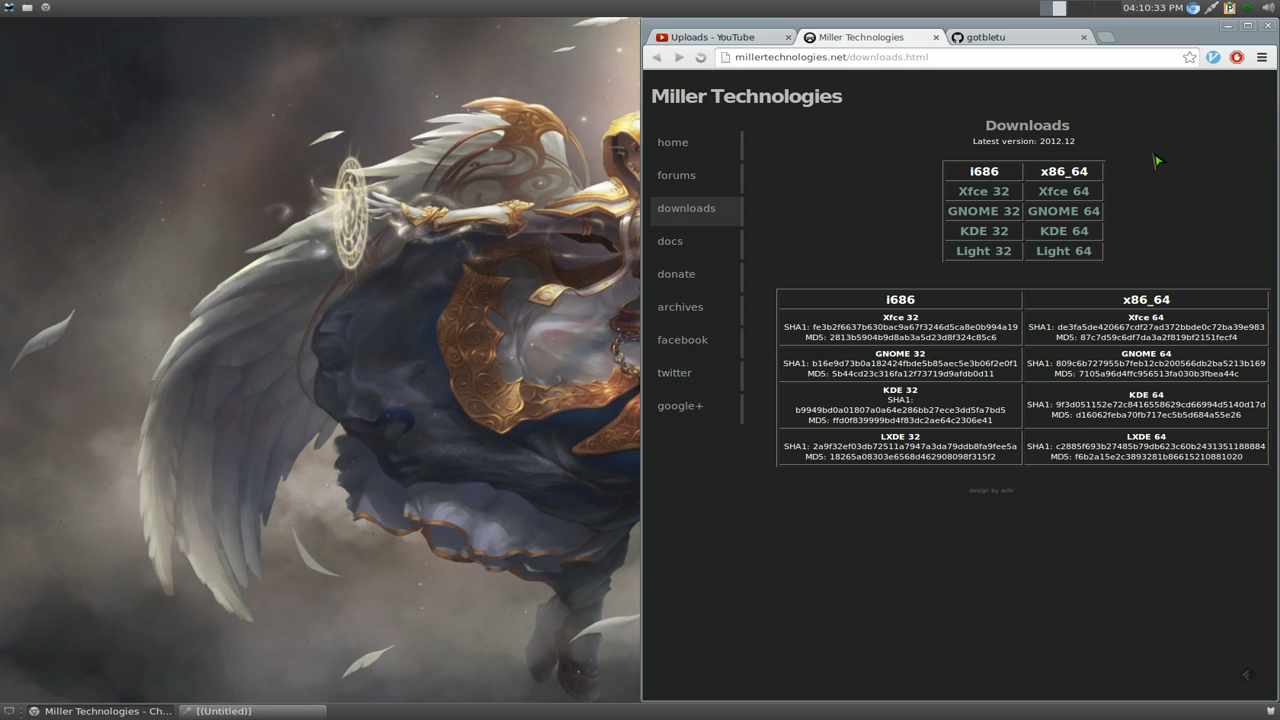 04:10:33 PM
Uploads - YouTube
Miller Technologies
gotbletu
millertechnologies.net/downloads.html
Miller Technologies
home
forums
downloads
docs
donate
archives
facebook
twitter
google+
Downloads
Latest version: 2012.12
i686 x86_64
Xfce 32 Xfce 64
GNOME 32 GNOME 64
KDE 32 KDE 64
Light 32 Light 64
i686 x86_64
Xfce 32 Xfce 64
SHA1: fe3b2f6637b630bac9a67f3246d5ca8e0b994a19 SHA1: de3fa5de420667cdf27ad372bbde0c72ba39e983
MD5: 2813b5904b9d8ab3a5d23d8f324c85c6 MD5: 87c7d59c6df7da3a2f819bf2151fecf4
GNOME 32 GNOME 64
SHA1: b16e9d73b0a182424fbde5b85aec5e3b06f2e0f1 SHA1: 809c6b727955b7feb12cb200566db2ba5213b169
MD5: 5b44cd23c316fa12f73719d9afdb0d11 MD5: 7105a96d4ffc956513fa030b3fbea44c
KDE 32 KDE 64
SHA1: b9949bd0a01807a0a64e286bb27ece3dd5fa7bd5 SHA1: 9f3d051152e72c8416558629cd66994d5140d17d
MD5: ffd0f839999bd4f83dc2ae64c2306e41 MD5: d16062feba70fb717ec5b5d684a55e26
LXDE 32 LXDE 64
SHA1: 2a9f32ef03db72511a7947a3da79ddb8fa9fee5a SHA1: c2885f693b27485b79db623c60b2431351188884
MD5: 18265a08303e6568d462908098f315f2 MD5: f6b2a15e2c3893281b86615210881020
design by willr
Miller Technologies - Ch...
[(Untitled)]